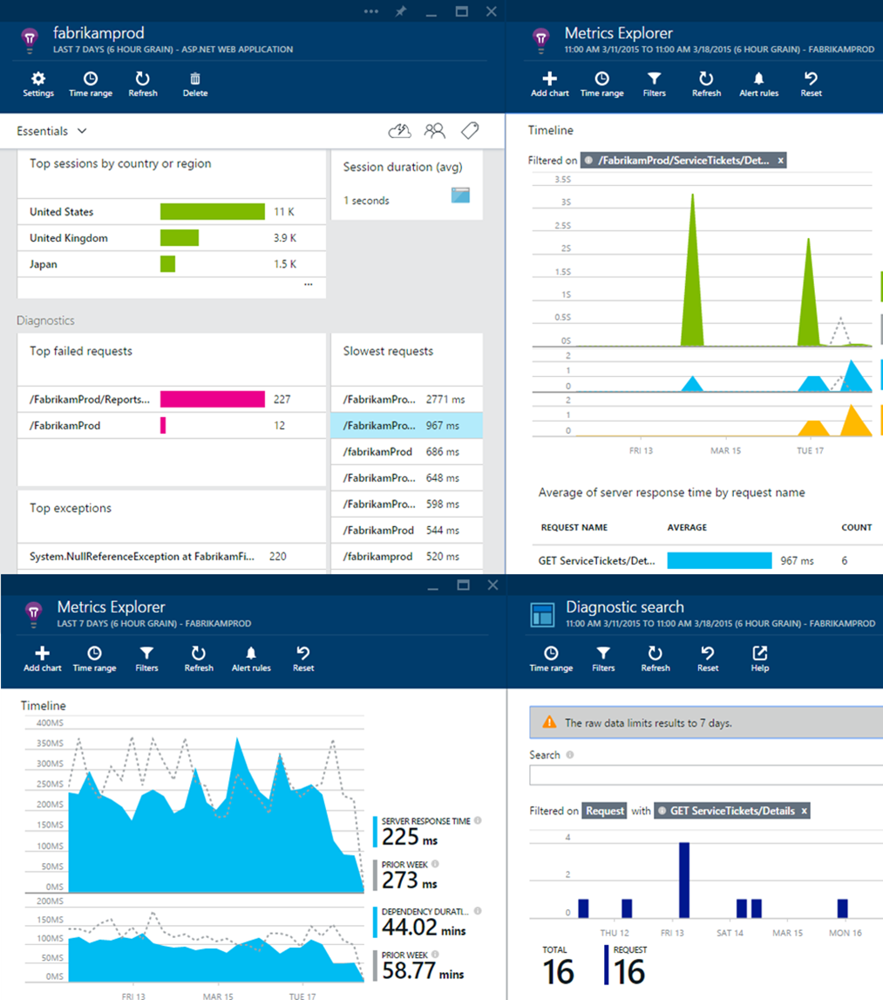 fabrikamprod
LAST 7 DAYS (6 HOUR GRAIN) - ASP.NET WEB APPLICATION
Settings Time range Refresh Delete
Essentials
Top sessions by country or region
United States 11 K
United Kingdom 3.9 K
Japan 1.5 K
...
Session duration (avg)
1 seconds
Diagnostics
Top failed requests
/FabrikamProd/Reports... 227
/FabrikamProd 12
Top exceptions
System.NullReferenceException at FabrikamFi... 220
Slowest requests
/FabrikamPro... 2771 ms
/FabrikamPro... 967 ms
/fabrikamProd 686 ms
/FabrikamPro... 648 ms
/FabrikamPro... 598 ms
/FabrikamProd 544 ms
/fabrikamprod 520 ms
Metrics Explorer
11:00 AM 3/11/2015 TO 11:00 AM 3/18/2015 (6 HOUR GRAIN) - FABRIKAMPROD
Add chart Time range Filters Refresh Alert rules Reset
Timeline
Filtered on /FabrikamProd/ServiceTickets/Det... x
3.5S
3S
2.5S
2S
1.5S
1S
0.5S
0S
2
1
0
2
1
0
FRI 13 MAR 15 TUE 17
Average of server response time by request name
REQUEST NAME AVERAGE COUNT
GET ServiceTickets/Det... 967 ms 6
Metrics Explorer
LAST 7 DAYS (6 HOUR GRAIN) - FABRIKAMPROD
Add chart Time range Filters Refresh Alert rules Reset
Timeline
400MS
350MS
300MS
250MS
200MS
150MS
100MS
50MS
0MS
SERVER RESPONSE TIME
225 ms
PRIOR WEEK
273 ms
200MS
150MS
100MS
50MS
0MS
DEPENDENCY DURATI...
44.02 mins
PRIOR WEEK
58.77 mins
FRI 13 MAR 15 TUE 17
Diagnostic search
11:00 AM 3/11/2015 TO 11:00 AM 3/18/2015 (6 HOUR GRAIN) - FABRIKAMPROD
Time range Filters Refresh Reset Help
The raw data limits results to 7 days.
Search
Filtered on Request with GET ServiceTickets/Details x
4
2
0
THU 12 FRI 13 SAT 14 MAR 15 MON 16
TOTAL
16
REQUEST
16